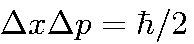 ΔxΔp = ℏ/2